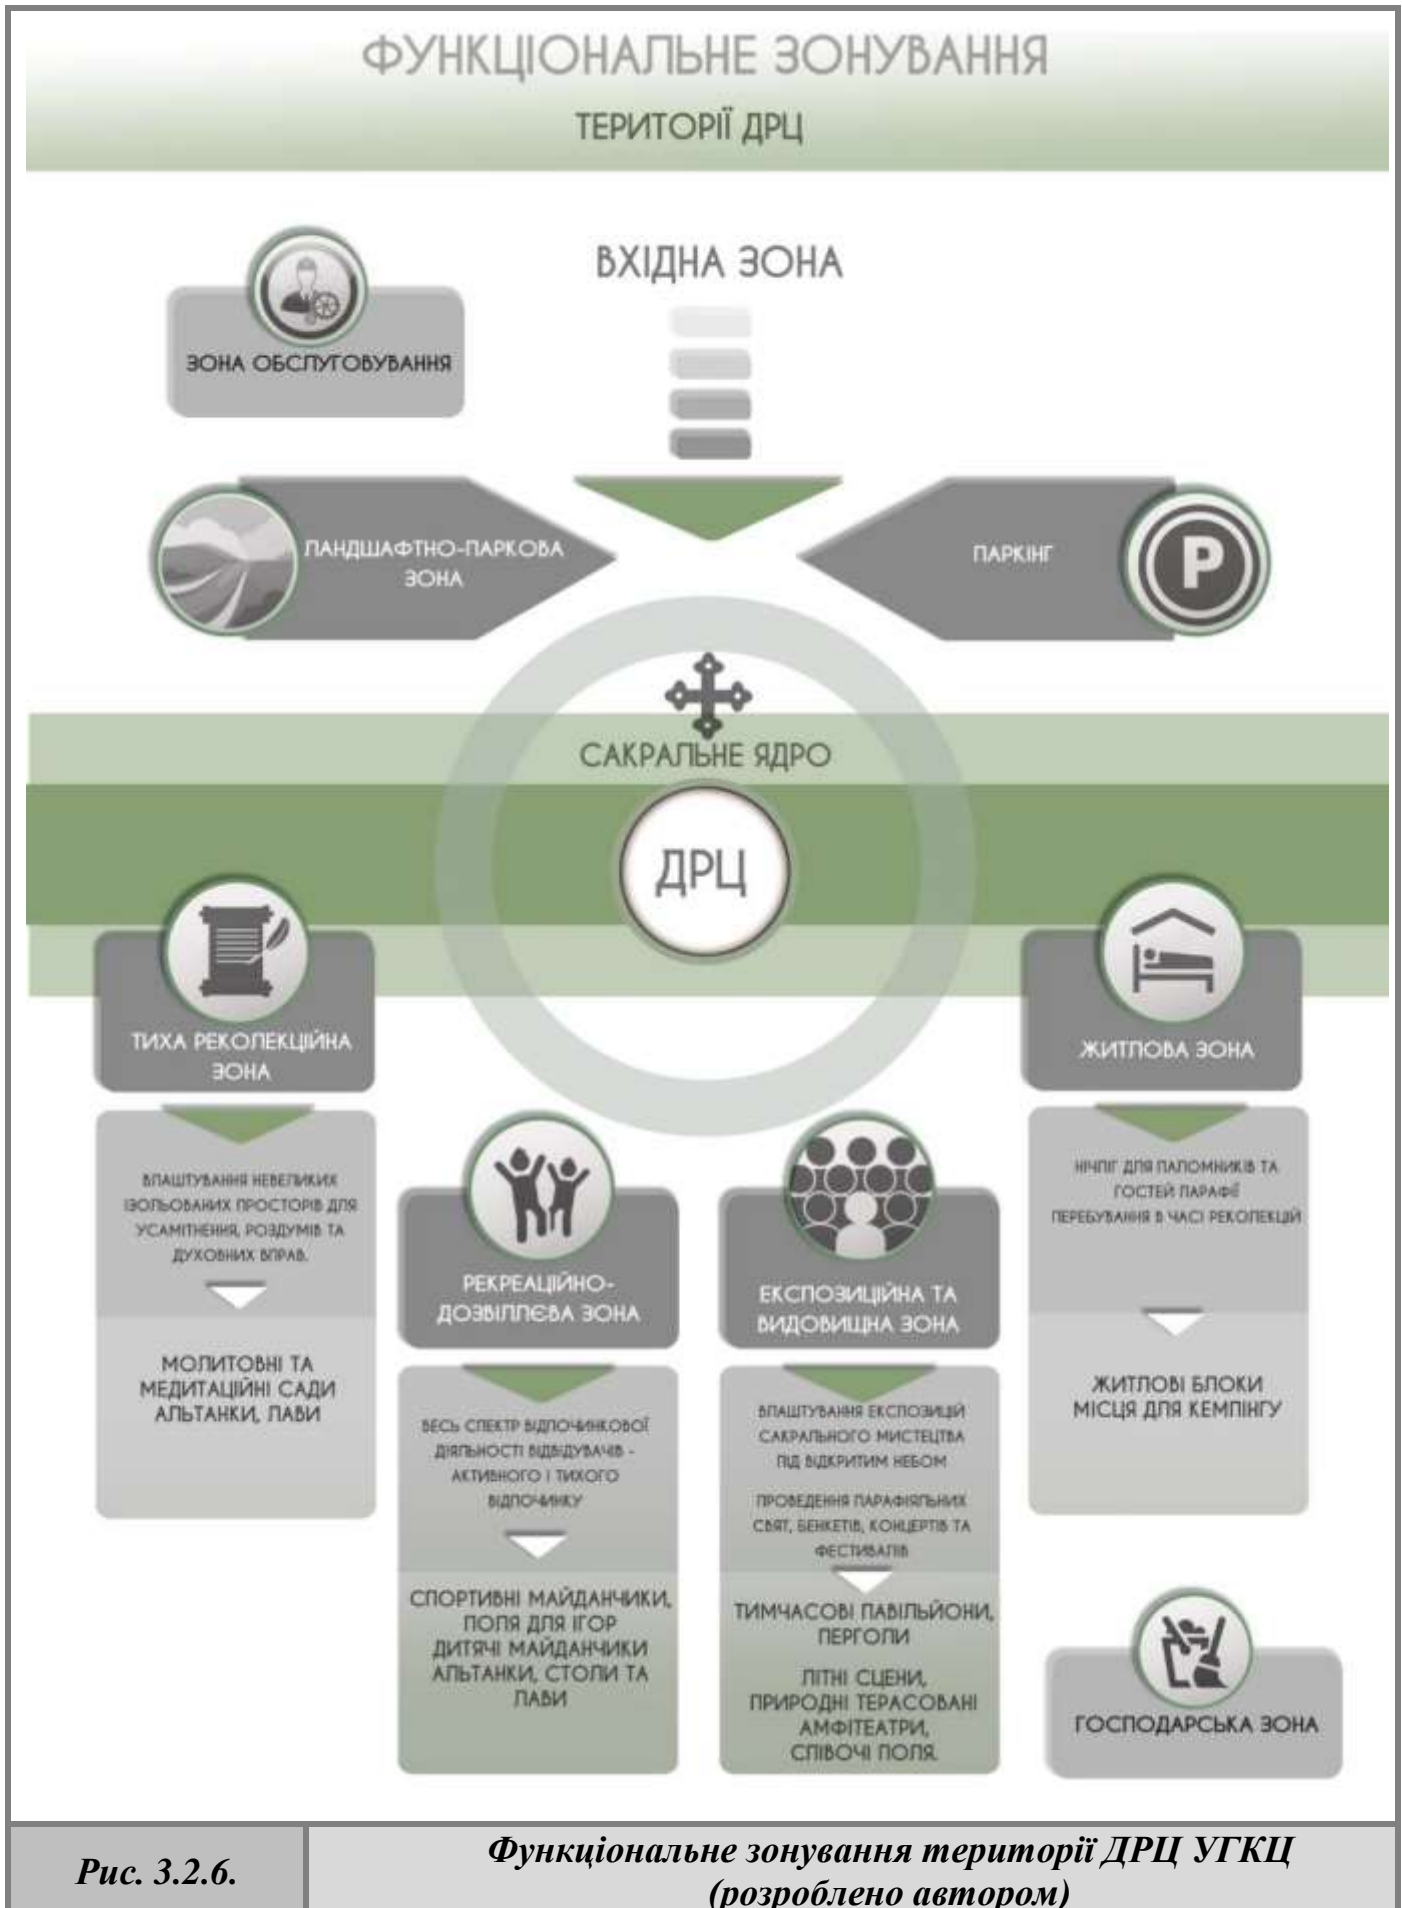 ФУНКЦІОНАЛЬНЕ ЗОНУВАННЯ
ТЕРИТОРІЇ ДРЦ
ВХІДНА ЗОНА
ЗОНА ОБСЛУГОВУВАННЯ
ЛАНДШАФТНО-ПАРКОВА
ЗОНА
ПАРКІНГ
P
САКРАЛЬНЕ ЯДРО
ДРЦ
ТИХА РЕКОЛЕКЦІЙНА
ЗОНА
ВЛАШТУВАННЯ НЕВЕЛИКИХ
ІЗОЛЬОВАНИХ ПРОСТОРІВ ДЛЯ
УСАМІТНЕННЯ, РОЗДУМІВ ТА
ДУХОВНИХ ВПРАВ.
МОЛИТОВНІ ТА
МЕДИТАЦІЙНІ САДИ
АЛЬТАНКИ, ЛАВИ
РЕКРЕАЦІЙНО-
ДОЗВІЛЛЄВА ЗОНА
ВЕСЬ СПЕКТР ВІДПОЧИНКОВОЇ
ДІЯЛЬНОСТІ ВІДВІДУВАЧІВ -
АКТИВНОГО І ТИХОГО
ВІДПОЧИНКУ
СПОРТИВНІ МАЙДАНЧИКИ,
ПОЛЯ ДЛЯ ІГОР
ДИТЯЧІ МАЙДАНЧИКИ
АЛЬТАНКИ, СТОЛИ ТА
ЛАВИ
ЕКСПОЗИЦІЙНА ТА
ВИДОВИЩНА ЗОНА
ВЛАШТУВАННЯ ЕКСПОЗИЦІЙ
САКРАЛЬНОГО МИСТЕЦТВА
ПІД ВІДКРИТИМ НЕБОМ
ПРОВЕДЕННЯ ПАРАФІЯЛЬНИХ
СВЯТ, БЕНКЕТІВ, КОНЦЕРТІВ ТА
ФЕСТИВАЛІВ
ТИМЧАСОВІ ПАВІЛЬЙОНИ,
ПЕРГОЛИ
ЛІТНІ СЦЕНИ,
ПРИРОДНІ ТЕРАСОВАНІ
АМФІТЕАТРИ,
СПІВОЧІ ПОЛЯ.
ЖИТЛОВА ЗОНА
НІЧЛІГ ДЛЯ ПАЛОМНИКІВ ТА
ГОСТЕЙ ПАРАФІЇ
ПЕРЕБУВАННЯ В ЧАСІ РЕКОЛЕКЦІЙ
ЖИТЛОВІ БЛОКИ
МІСЦЯ ДЛЯ КЕМПІНГУ
ГОСПОДАРСЬКА ЗОНА
Рис. 3.2.6.
Функціональне зонування території ДРЦ УГКЦ
(розроблено автором)